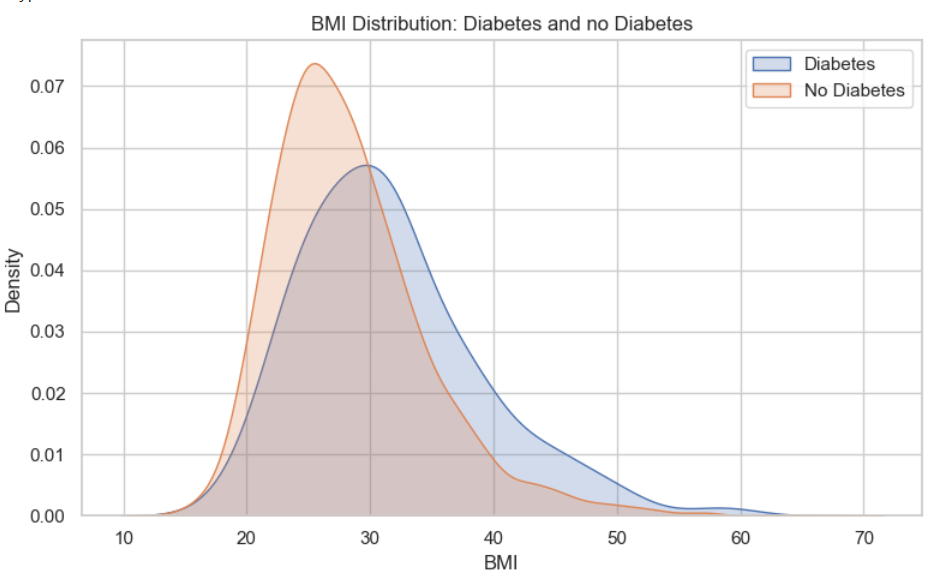 BMI Distribution: Diabetes and no Diabetes
Diabetes
No Diabetes
0.07
0.06
0.05
0.04
0.03
0.02
0.01
0.00
Density
10 20 30 40 50 60 70
BMI